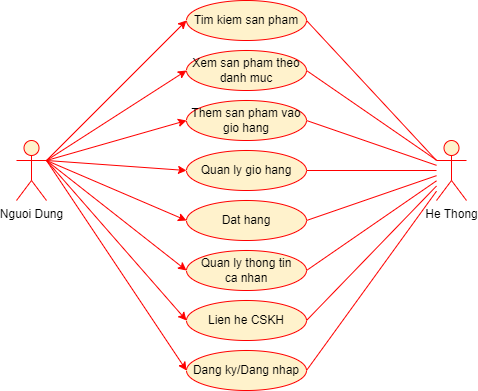 Tim kiem san pham
Xem san pham theo
danh muc
Them san pham vao
gio hang
Quan ly gio hang
Nguoi Dung
He Thong
Dat hang
Quan ly thong tin
ca nhan
Lien he CSKH
Dang ky/Dang nhap